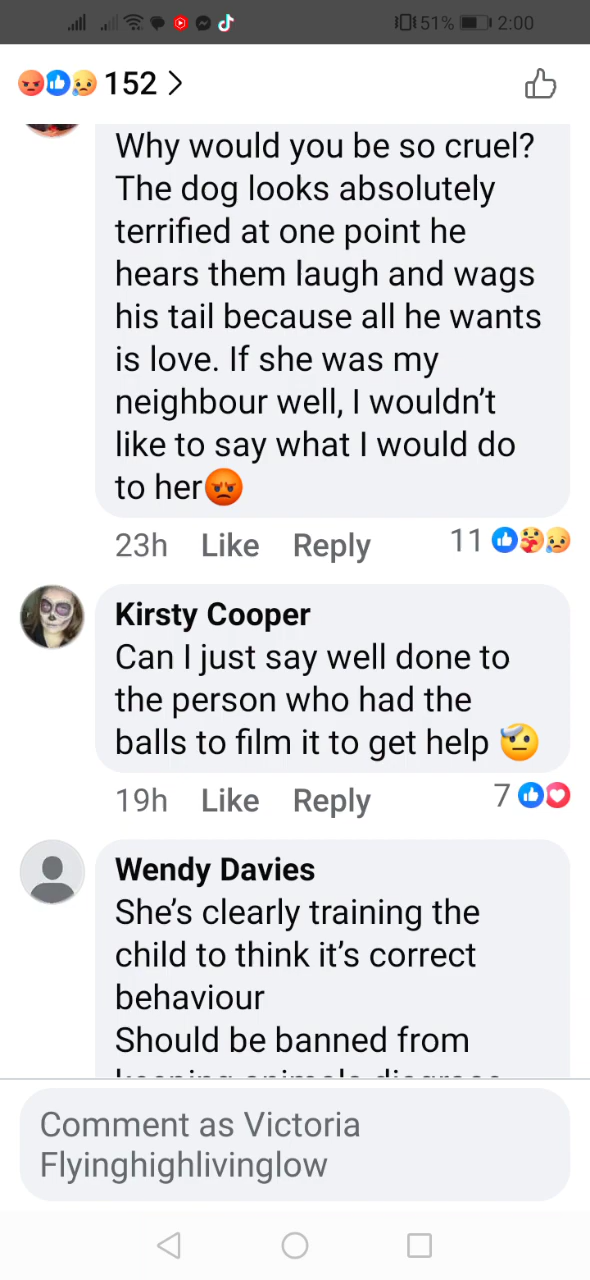 51% 2:00
152
Why would you be so cruel?
The dog looks absolutely
terrified at one point he
hears them laugh and wags
his tail because all he wants
is love. If she was my
neighbour well, I wouldn't
like to say what I would do
to her😡
23h Like Reply 11
Kirsty Cooper
Can I just say well done to
the person who had the
balls to film it to get help 🤕
19h Like Reply 7
Wendy Davies
She's clearly training the
child to think it's correct
behaviour
Should be banned from
keeping animals
Comment as Victoria
Flyinghighlivinglow